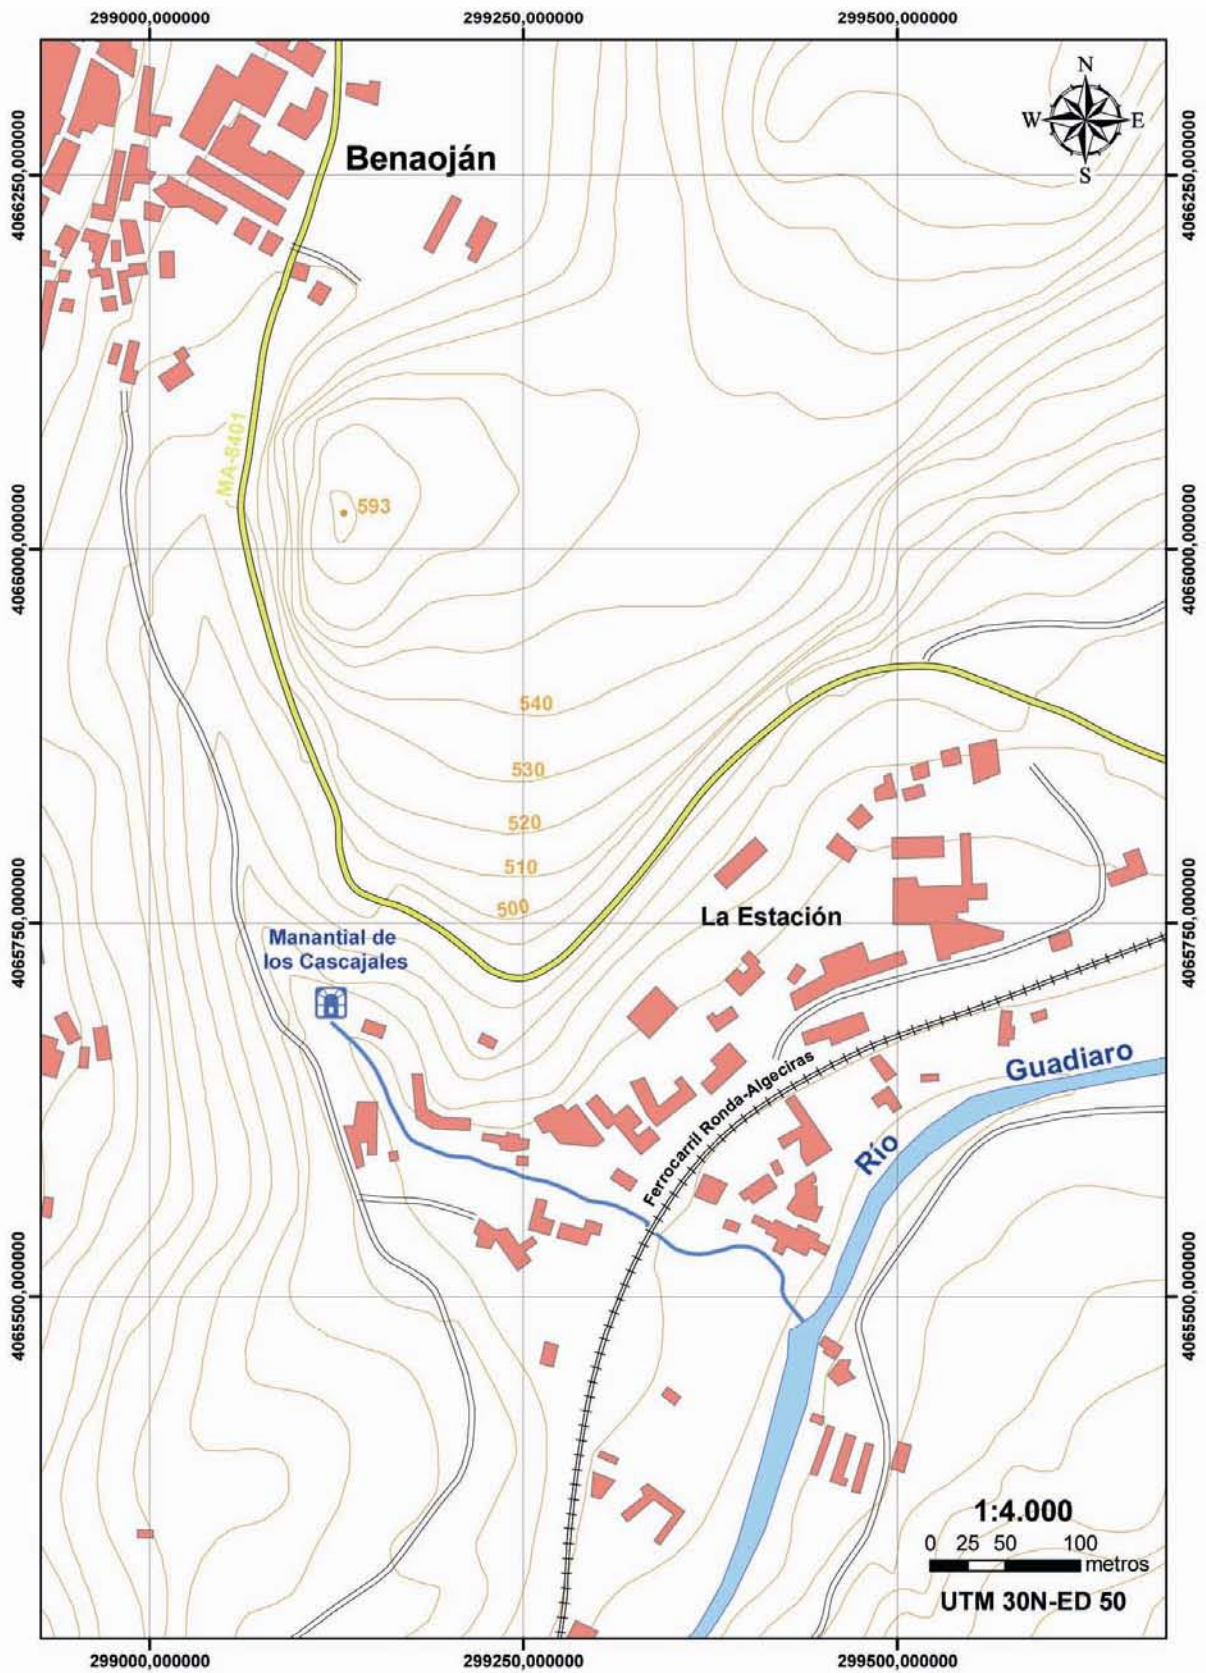 299000,000000
299250,000000
299500,000000
N
W
E
S
4066250,000000
4066250,000000
Benaoján
MA-8401
593
4066000,000000
4066000,000000
540
530
520
510
500
La Estación
4065750,000000
4065750,000000
Manantial de
los Cascajales
Ferrocarril Ronda-Algeciras
Río
Guadiaro
4065500,000000
4065500,000000
1:4.000
0 25 50 100
metros
UTM 30N-ED 50
299000,000000
299250,000000
299500,000000